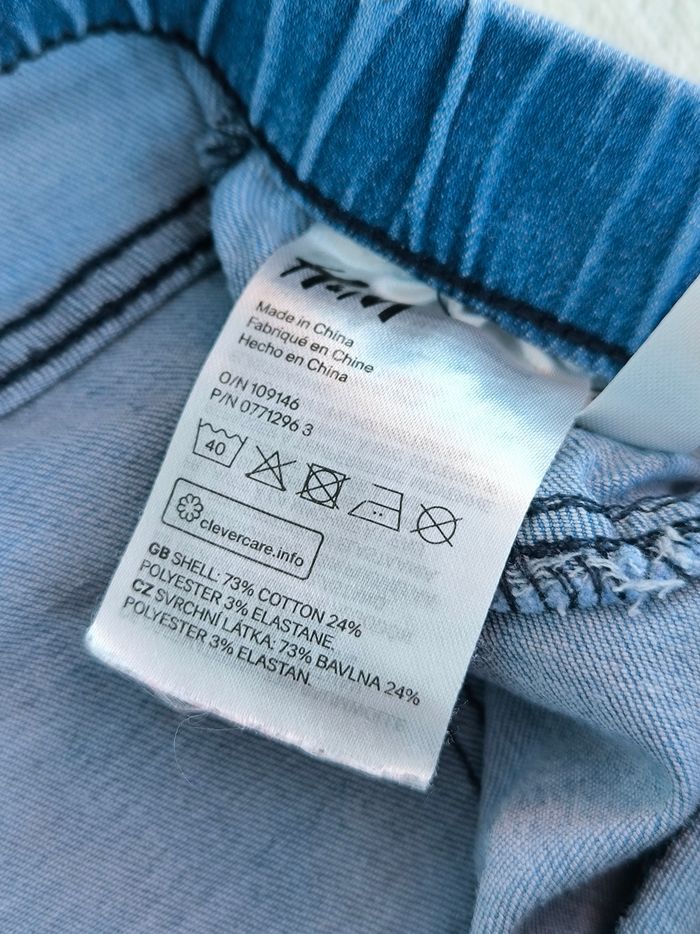 H&M
Made in China
Fabriqué en Chine
Hecho en China
O/N 109146
P/N 0771296 3
40
clevercare.info
GB SHELL: 73% COTTON 24%
POLYESTER 3% ELASTANE.
CZ SVRCHNÍ LÁTKA: 73% BAVLNA 24%
POLYESTER 3% ELASTAN.